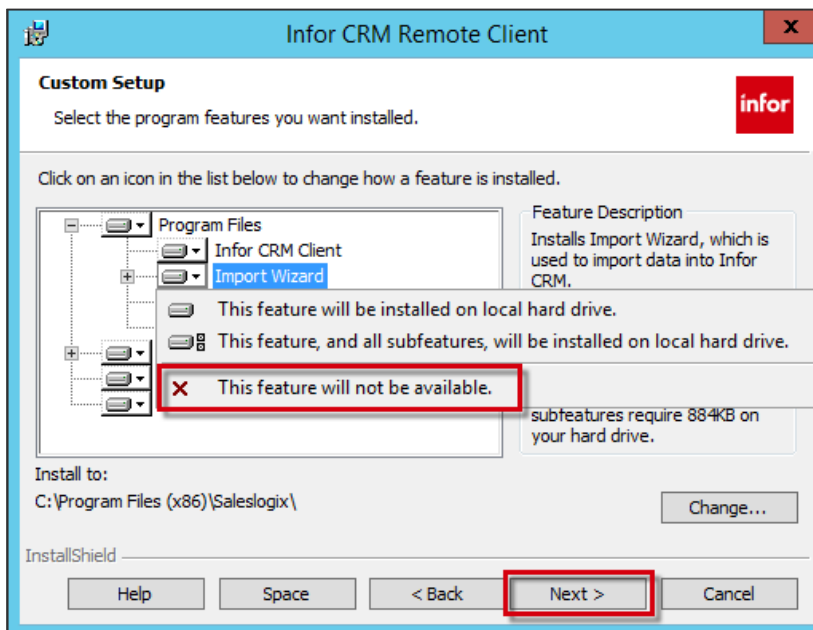 Infor CRM Remote Client
x
Custom Setup
Select the program features you want installed.
infor
Click on an icon in the list below to change how a feature is installed.
Program Files
Infor CRM Client
Import Wizard
Feature Description
Installs Import Wizard, which is
used to import data into Infor
CRM.
This feature will be installed on local hard drive.
This feature, and all subfeatures, will be installed on local hard drive.
This feature will not be available.
subfeatures require 884KB on
your hard drive.
Install to:
C:\Program Files (x86)\Saleslogix\
Change...
InstallShield
Help
Space
< Back
Next >
Cancel